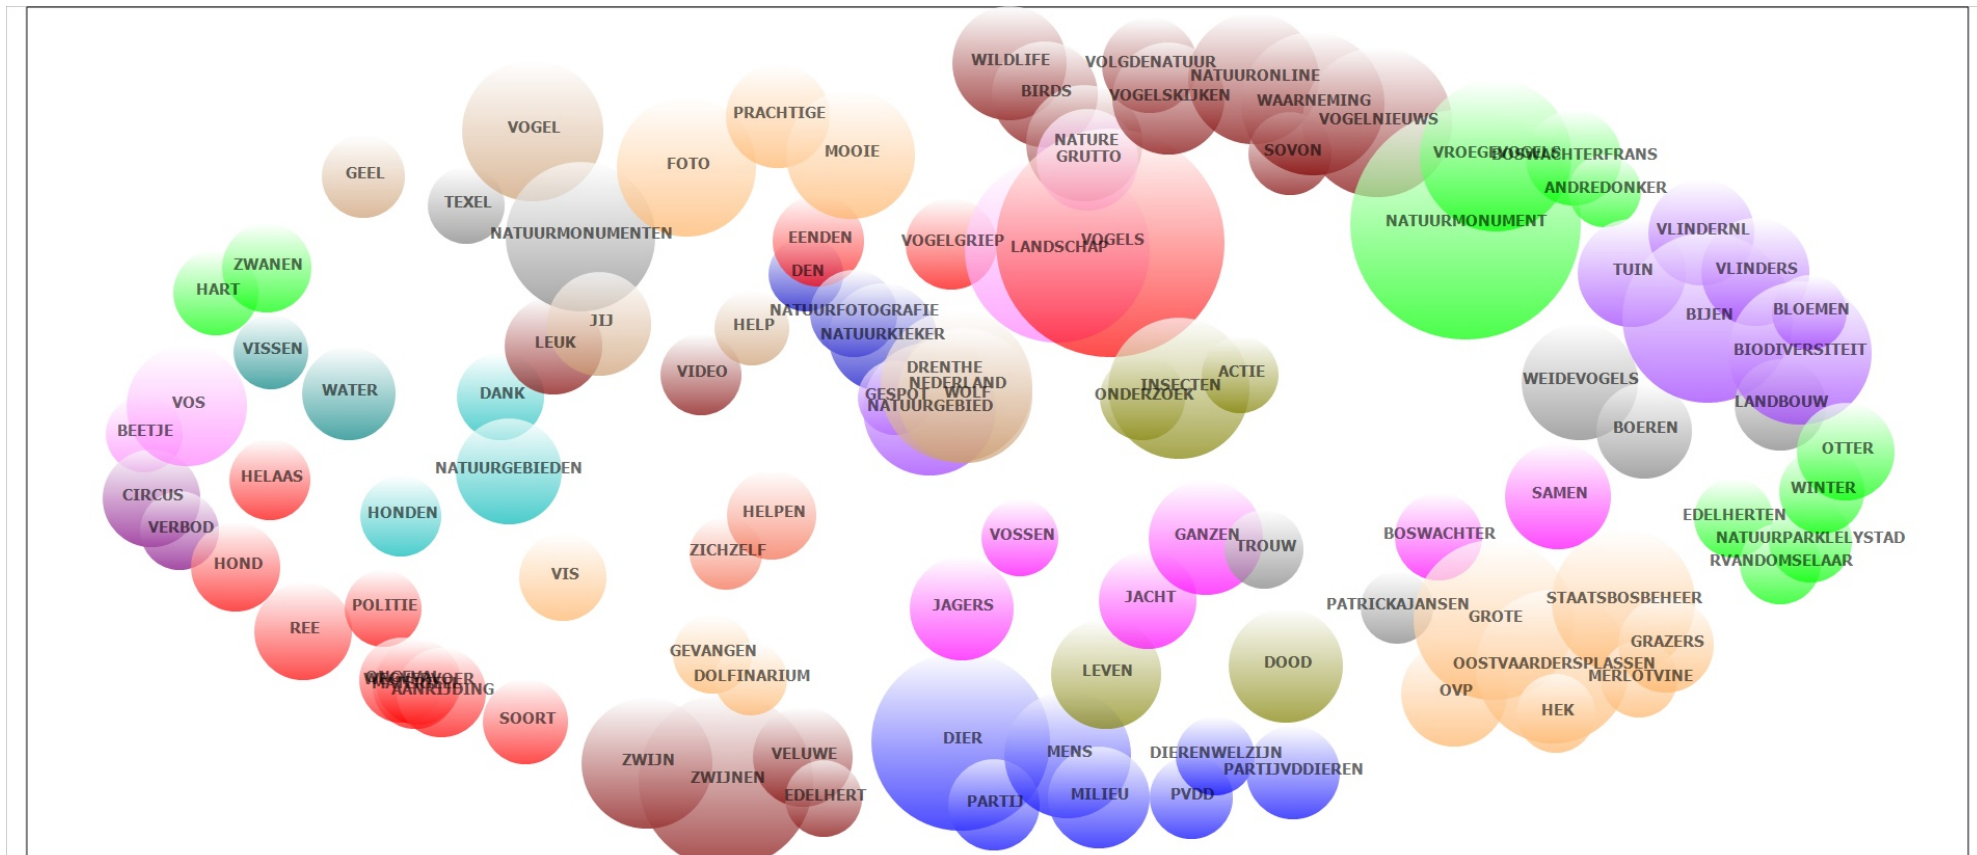 WILDLIFE
VOLGDENATUUR
NATUURONLINE
BIRDS
VOGELSKIJKEN
WAARNEMING
VOGELNIEUWS
PRACHTIGE
VOGEL
FOTO
MOOIE
NATURE
GRUTTO
SOVON
VROEGEVOGELS
BOSWACHTERFRANS
ANDREDONKER
GEEL
TEXEL
NATUURMONUMENTEN
EENDEN
VOGELGRIEP
LANDSCHAP
VOGELS
NATUURMONUMENT
VLINDERNL
ZWANEN
HART
DEN
TUIN
VLINDERS
BLOEMEN
BIJEN
NATUURFOTOGRAFIE
NATUURKIEKER
JIJ
HELP
LEUK
VISSEN
BIODIVERSITEIT
WATER
DANK
VIDEO
DRENTHE
NEDERLAND
WOLF
GESPOT
NATUURGEBIED
ONDERZOEK
INSECTEN
ACTIE
WEIDEVOGELS
LANDBOUW
VOS
BEETJE
BOEREN
OTTER
NATUURGEBIEDEN
HELAAS
CIRCUS
VERBOD
HONDEN
HELPEN
SAMEN
WINTER
EDELHERTEN
NATUURPARKLELYSTAD
RVANDOMSELAAR
VOSSEN
GANZEN
TROUW
BOSWACHTER
ZICHZELF
HOND
VIS
JAGERS
JACHT
PATRICKAJANSEN
STAATSBOSBEHEER
GROTE
POLITIE
REE
GRAZERS
GEVANGEN
DOLFINARIUM
LEVEN
DOOD
OOSTVAARDERSPLASSEN
MERLOTVINE
OVP
HEK
AANRIJDING
SOORT
ZWIJN
ZWIJNEN
VELUWE
EDELHERT
DIER
MENS
DIERENWELZIJN
PARTIJVDDIEREN
PARTIJ
MILIEU
PVDD